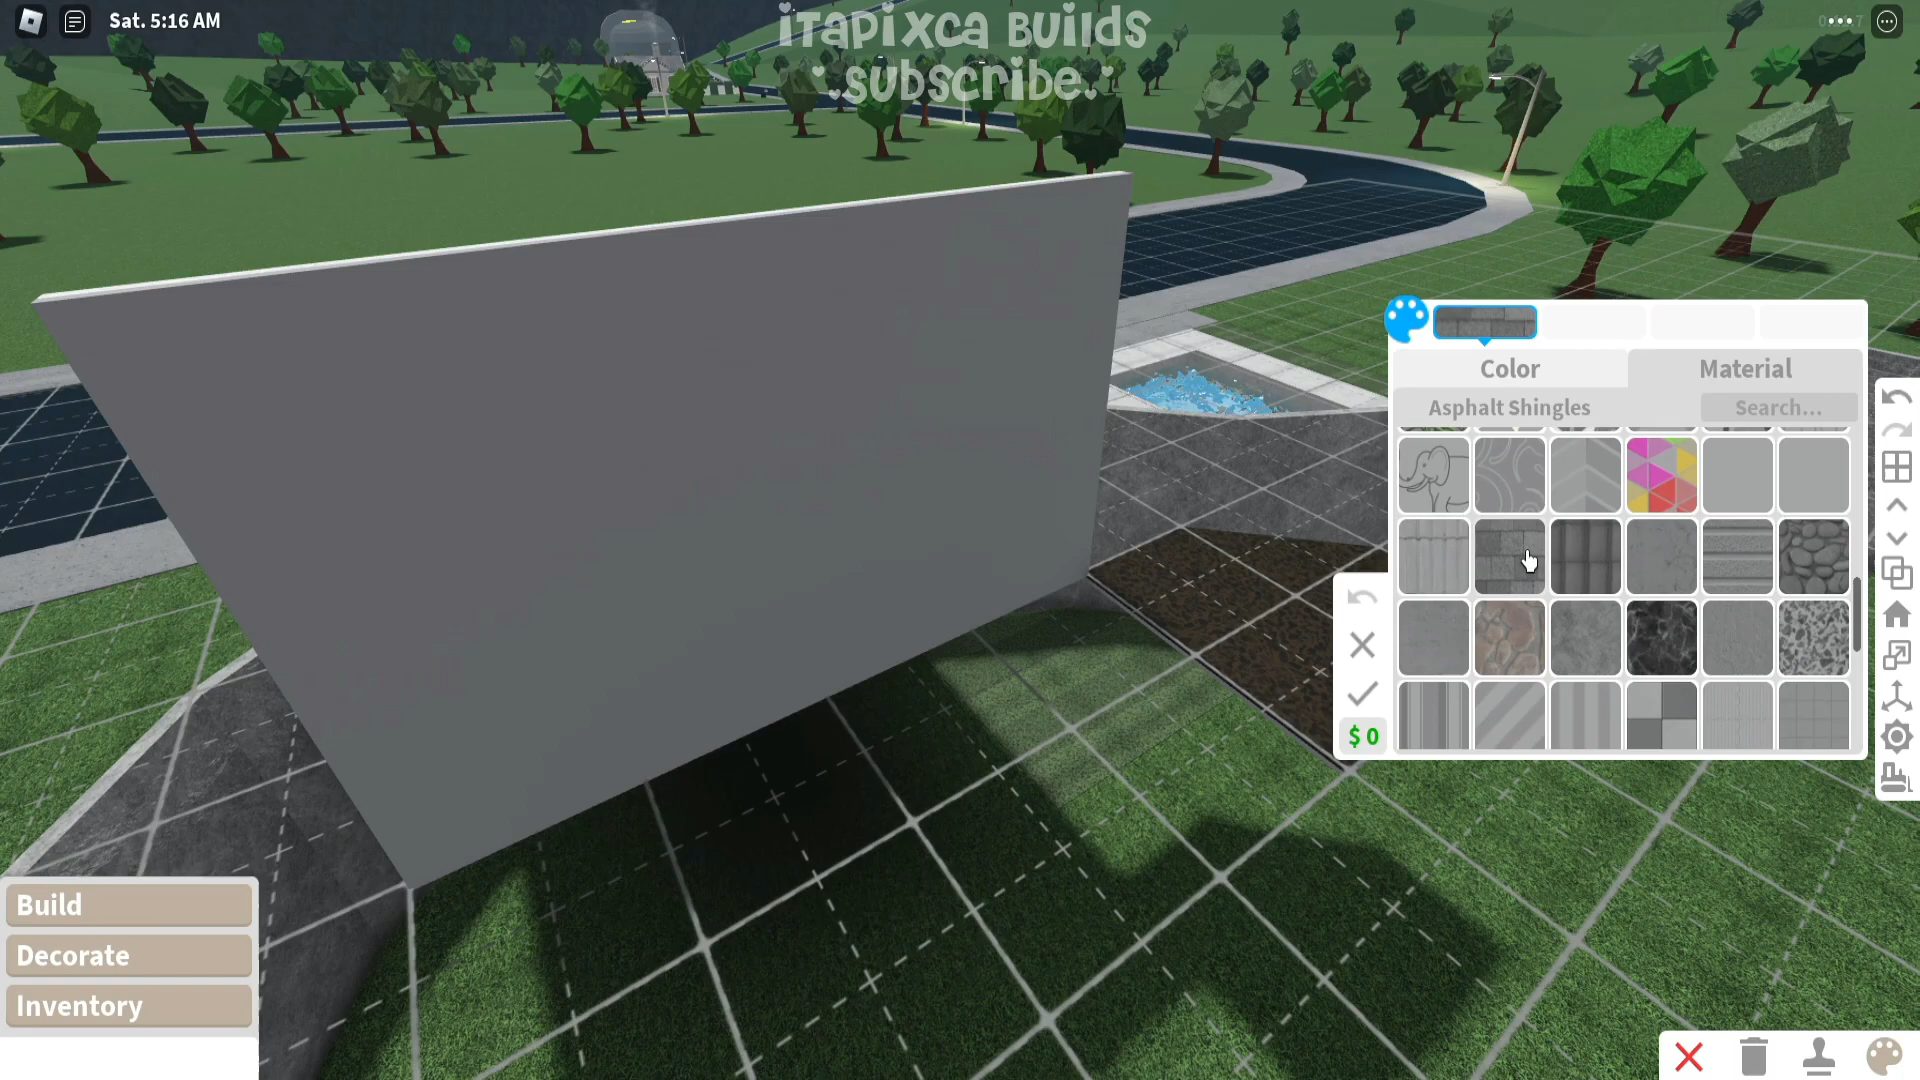 Sat. 5:16 AM
iTapixca Builds
subscribe
Color
Material
Asphalt Shingles
Search...
$ 0
Build
Decorate
Inventory